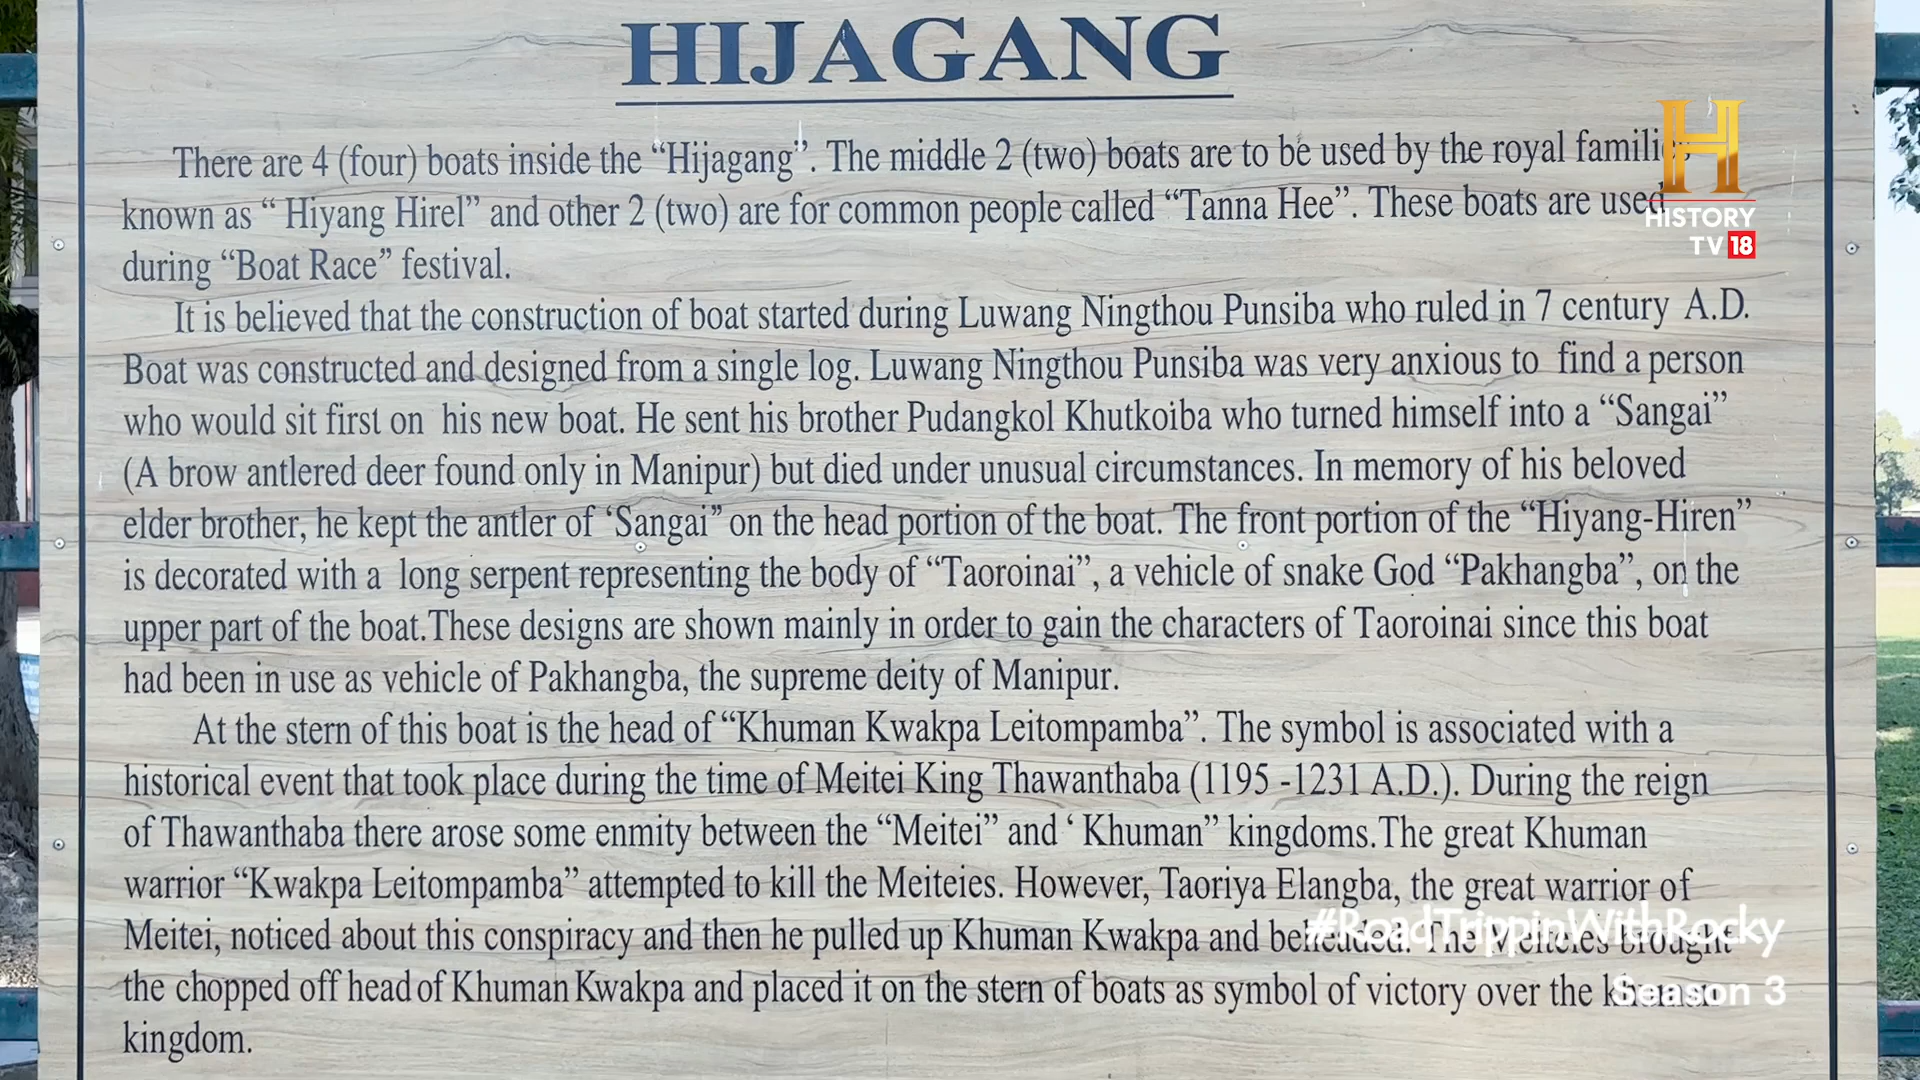 HIJAGANG
There are 4 (four) boats inside the “Hijagang”. The middle 2 (two) boats are to be used by the royal families
known as “ Hiyang Hirel” and other 2 (two) are for common people called “Tanna Hee”. These boats are used
during “Boat Race” festival.
It is believed that the construction of boat started during Luwang Ningthou Punsiba who ruled in 7 century A.D.
Boat was constructed and designed from a single log. Luwang Ningthou Punsiba was very anxious to find a person
who would sit first on his new boat. He sent his brother Pudangkol Khutkoiba who turned himself into a “Sangai”
(A brow antlered deer found only in Manipur) but died under unusual circumstances. In memory of his beloved
elder brother, he kept the antler of ‘Sangai” on the head portion of the boat. The front portion of the “Hiyang-Hiren”
is decorated with a long serpent representing the body of “Taoroinai”, a vehicle of snake God “Pakhangba”, on the
upper part of the boat.These designs are shown mainly in order to gain the characters of Taoroinai since this boat
had been in use as vehicle of Pakhangba, the supreme deity of Manipur.
At the stern of this boat is the head of “Khuman Kwakpa Leitompamba”. The symbol is associated with a
historical event that took place during the time of Meitei King Thawanthaba (1195 -1231 A.D.). During the reign
of Thawanthaba there arose some enmity between the “Meitei” and ‘ Khuman” kingdoms.The great Khuman
warrior “Kwakpa Leitompamba” attempted to kill the Meiteies. However, Taoriya Elangba, the great warrior of
Meitei, noticed about this conspiracy and then he pulled up Khuman Kwakpa and beheaded. The Meiteies brought
the chopped off head of Khuman Kwakpa and placed it on the stern of boats as symbol of victory over the khuman
kingdom.
H
HISTORY
TV 18
#RoadTrippinWithRocky
Season 3